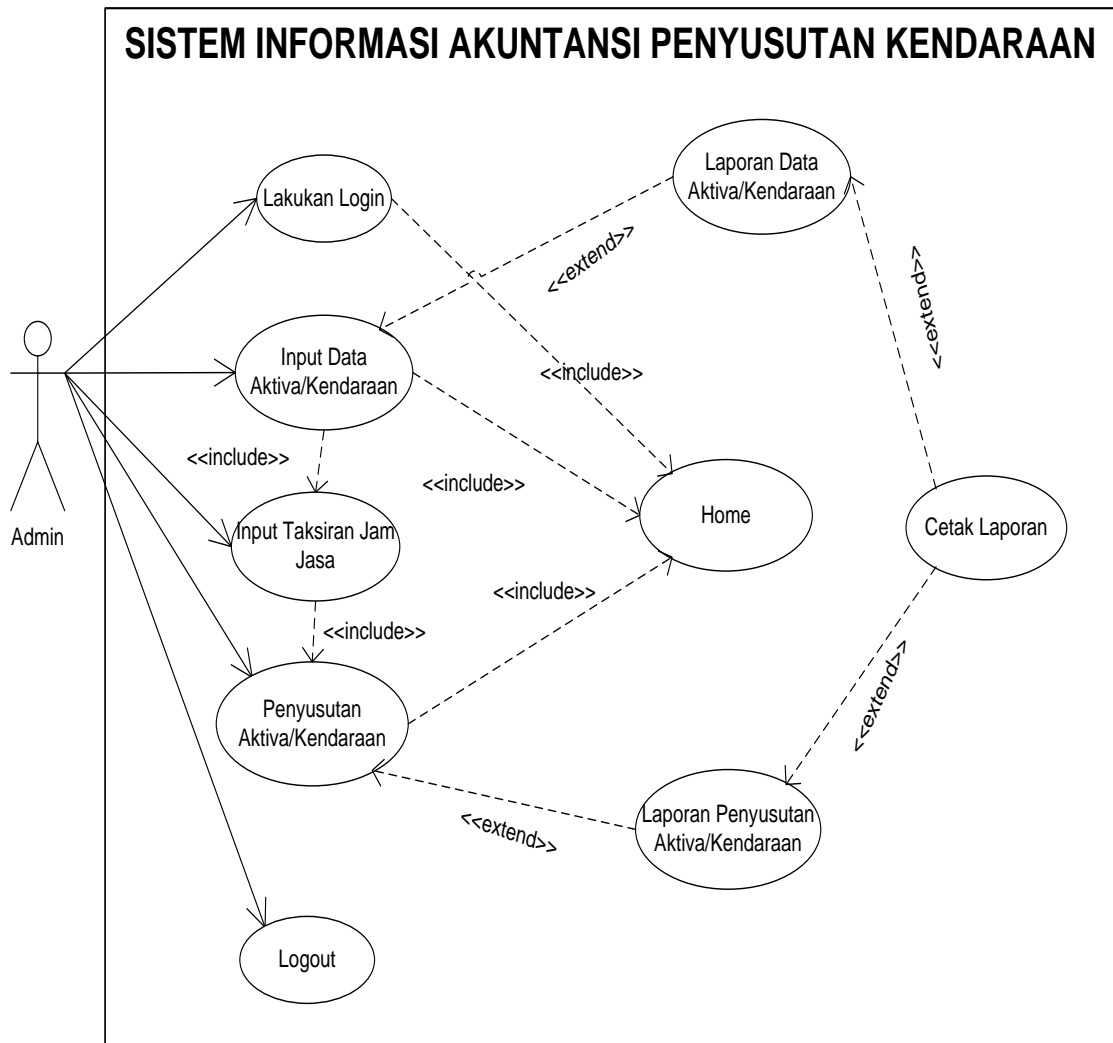 SISTEM INFORMASI AKUNTANSI PENYUSUTAN KENDARAAN
Laporan Data
Aktiva/Kendaraan
Lakukan Login
<<extend>>
<<extend>>
Input Data
Aktiva/Kendaraan
<<include>>
<<include>>
<<include>>
Admin
Input Taksiran Jam
Jasa
Home
Cetak Laporan
<<include>>
<<include>>
Penyusutan
Aktiva/Kendaraan
<<extend>>
<<extend>>
Laporan Penyusutan
Aktiva/Kendaraan
Logout